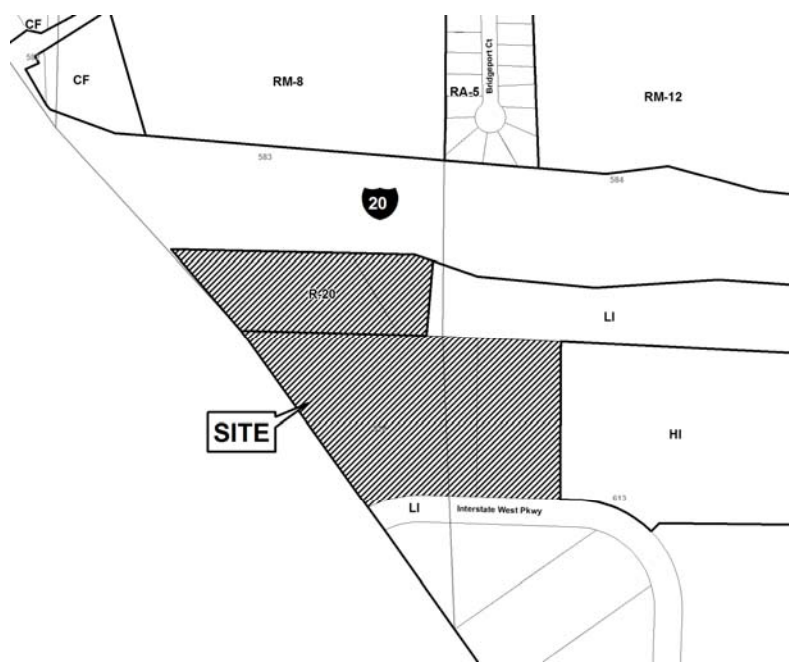 CF
CF
RM-8
Bridgeport Ct
RA-5
RM-12
583
584
20
R-20
LI
SITE
HI
613
LI
Interstate West Pkwy